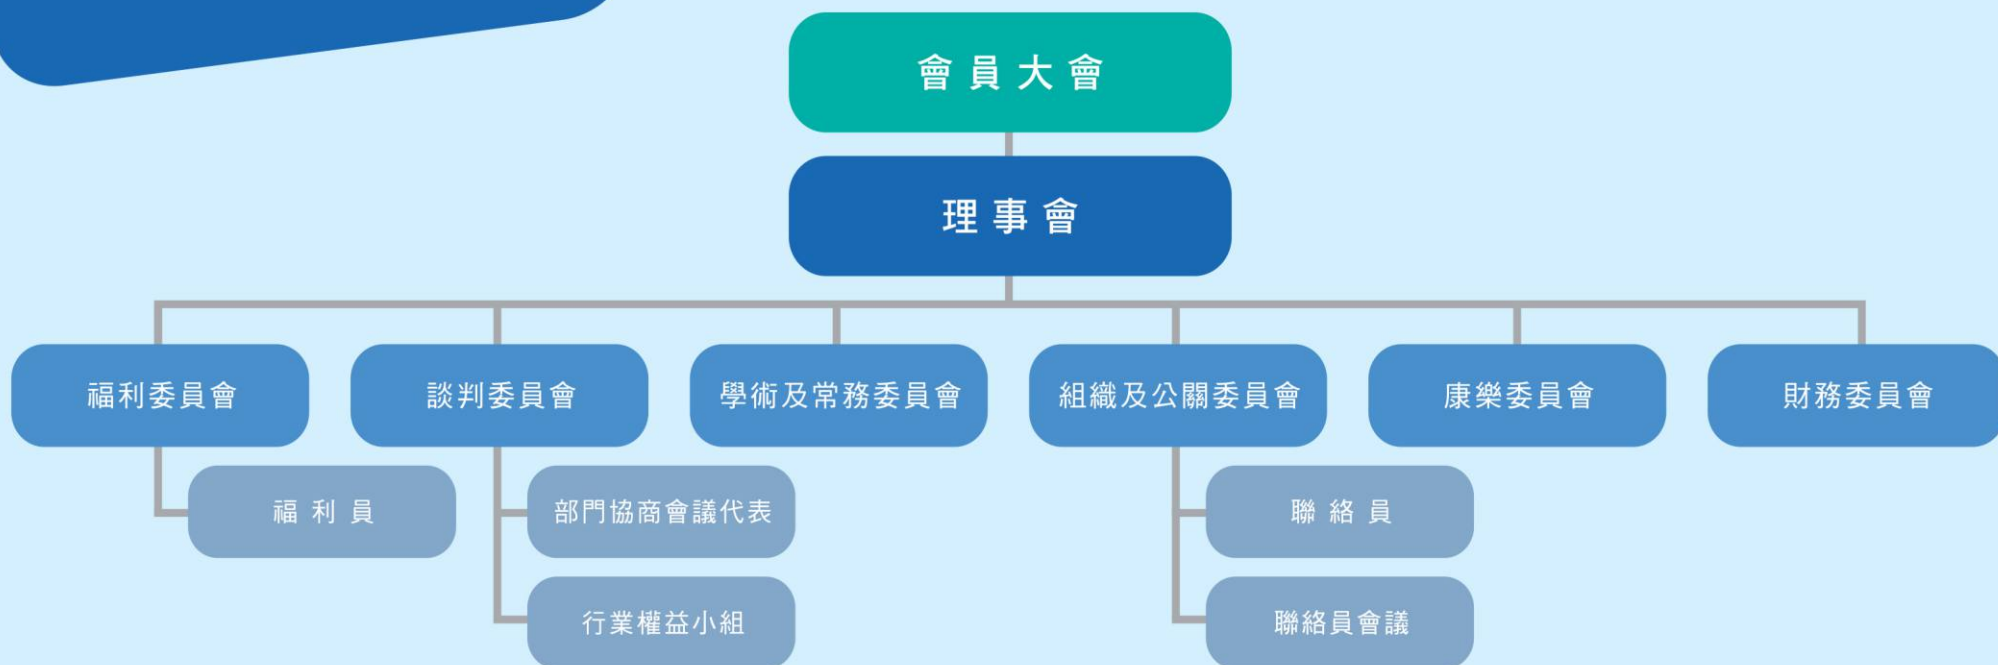 會員大會
理事會
福利委員會
談判委員會
學術及常務委員會
組織及公關委員會
康樂委員會
財務委員會
福利員
部門協商會議代表
聯絡員
行業權益小組
聯絡員會議